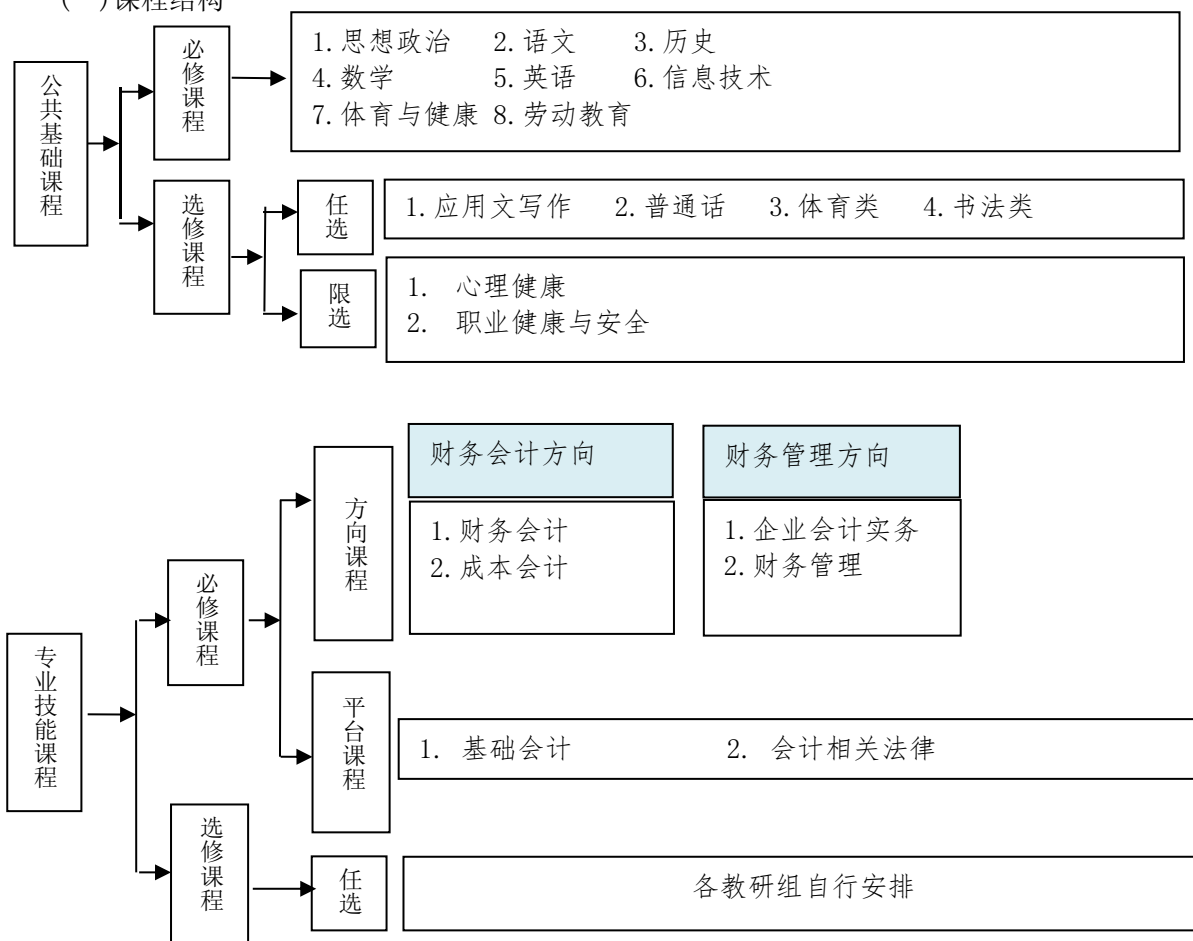 ( )课程结构
公共基础课程
必修课程
1.思想政治 2.语文 3.历史
4.数学 5.英语 6.信息技术
7.体育与健康 8.劳动教育
选修课程
任选
1.应用文写作 2.普通话 3.体育类 4.书法类
限选
1. 心理健康
2. 职业健康与安全
专业技能课程
必修课程
方向课程
财务会计方向
1.财务会计
2.成本会计
财务管理方向
1.企业会计实务
2.财务管理
平台课程
1. 基础会计 2. 会计相关法律
选修课程
任选
各教研组自行安排